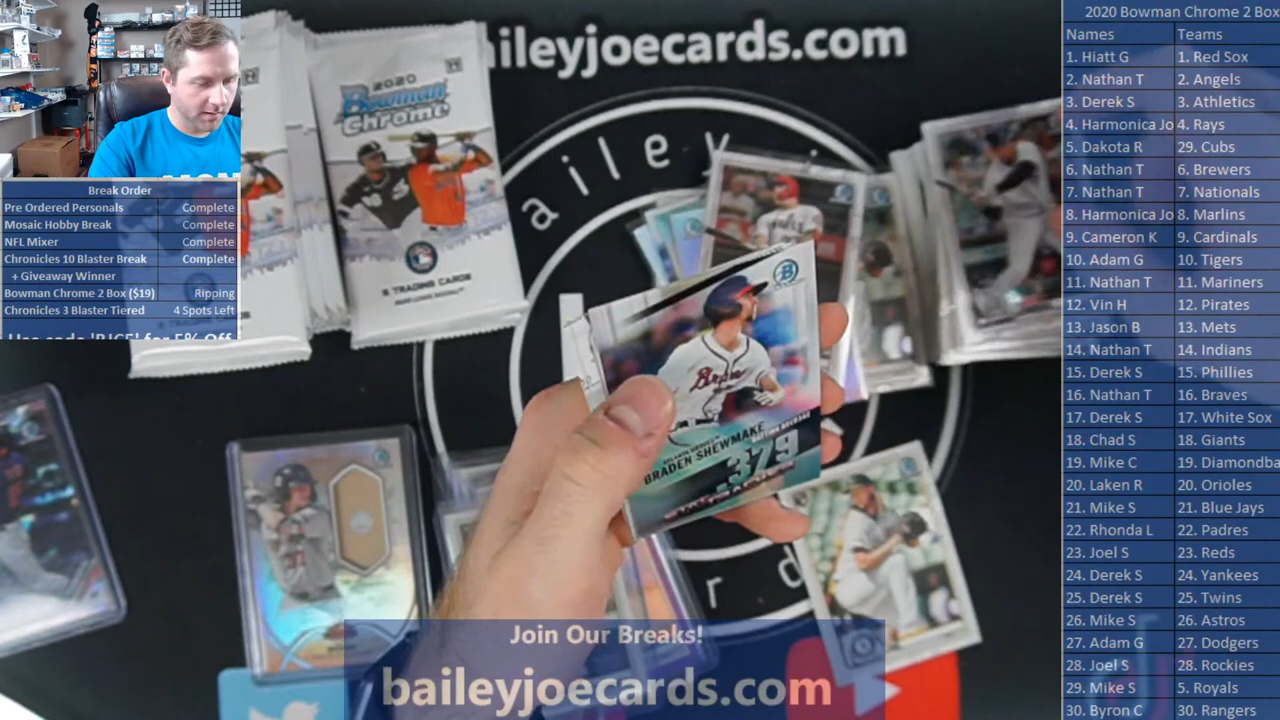 baileyjoecards.com
2020
Bowman
Chrome
TRADING CARDS
bailey
rd
BRADEN SHEWMAKE
.379
Break Order
Pre Ordered Personals Complete
Mosaic Hobby Break Complete
NFL Mixer Complete
Chronicles 10 Blaster Break Complete
+ Giveaway Winner
Bowman Chrome 2 Box ($19) Ripping
Chronicles 3 Blaster Tiered 4 Spots Left
for 5% Off
Join Our Breaks!
baileyjoecards.com
2020 Bowman Chrome 2 Box
Names Teams
1. Hiatt G 1. Red Sox
2. Nathan T 2. Angels
3. Derek S 3. Athletics
4. Harmonica Jo 4. Rays
5. Dakota R 29. Cubs
6. Nathan T 6. Brewers
7. Nathan T 7. Nationals
8. Harmonica Jo 8. Marlins
9. Cameron K 9. Cardinals
10. Adam G 10. Tigers
11. Nathan T 11. Mariners
12. Vin H 12. Pirates
13. Jason B 13. Mets
14. Nathan T 14. Indians
15. Derek S 15. Phillies
16. Nathan T 16. Braves
17. Derek S 17. White Sox
18. Chad S 18. Giants
19. Mike C 19. Diamondba
20. Laken R 20. Orioles
21. Mike S 21. Blue Jays
22. Rhonda L 22. Padres
23. Joel S 23. Reds
24. Derek S 24. Yankees
25. Derek S 25. Twins
26. Mike S 26. Astros
27. Adam G 27. Dodgers
28. Joel S 28. Rockies
29. Mike S 5. Royals
30. Byron C 30. Rangers